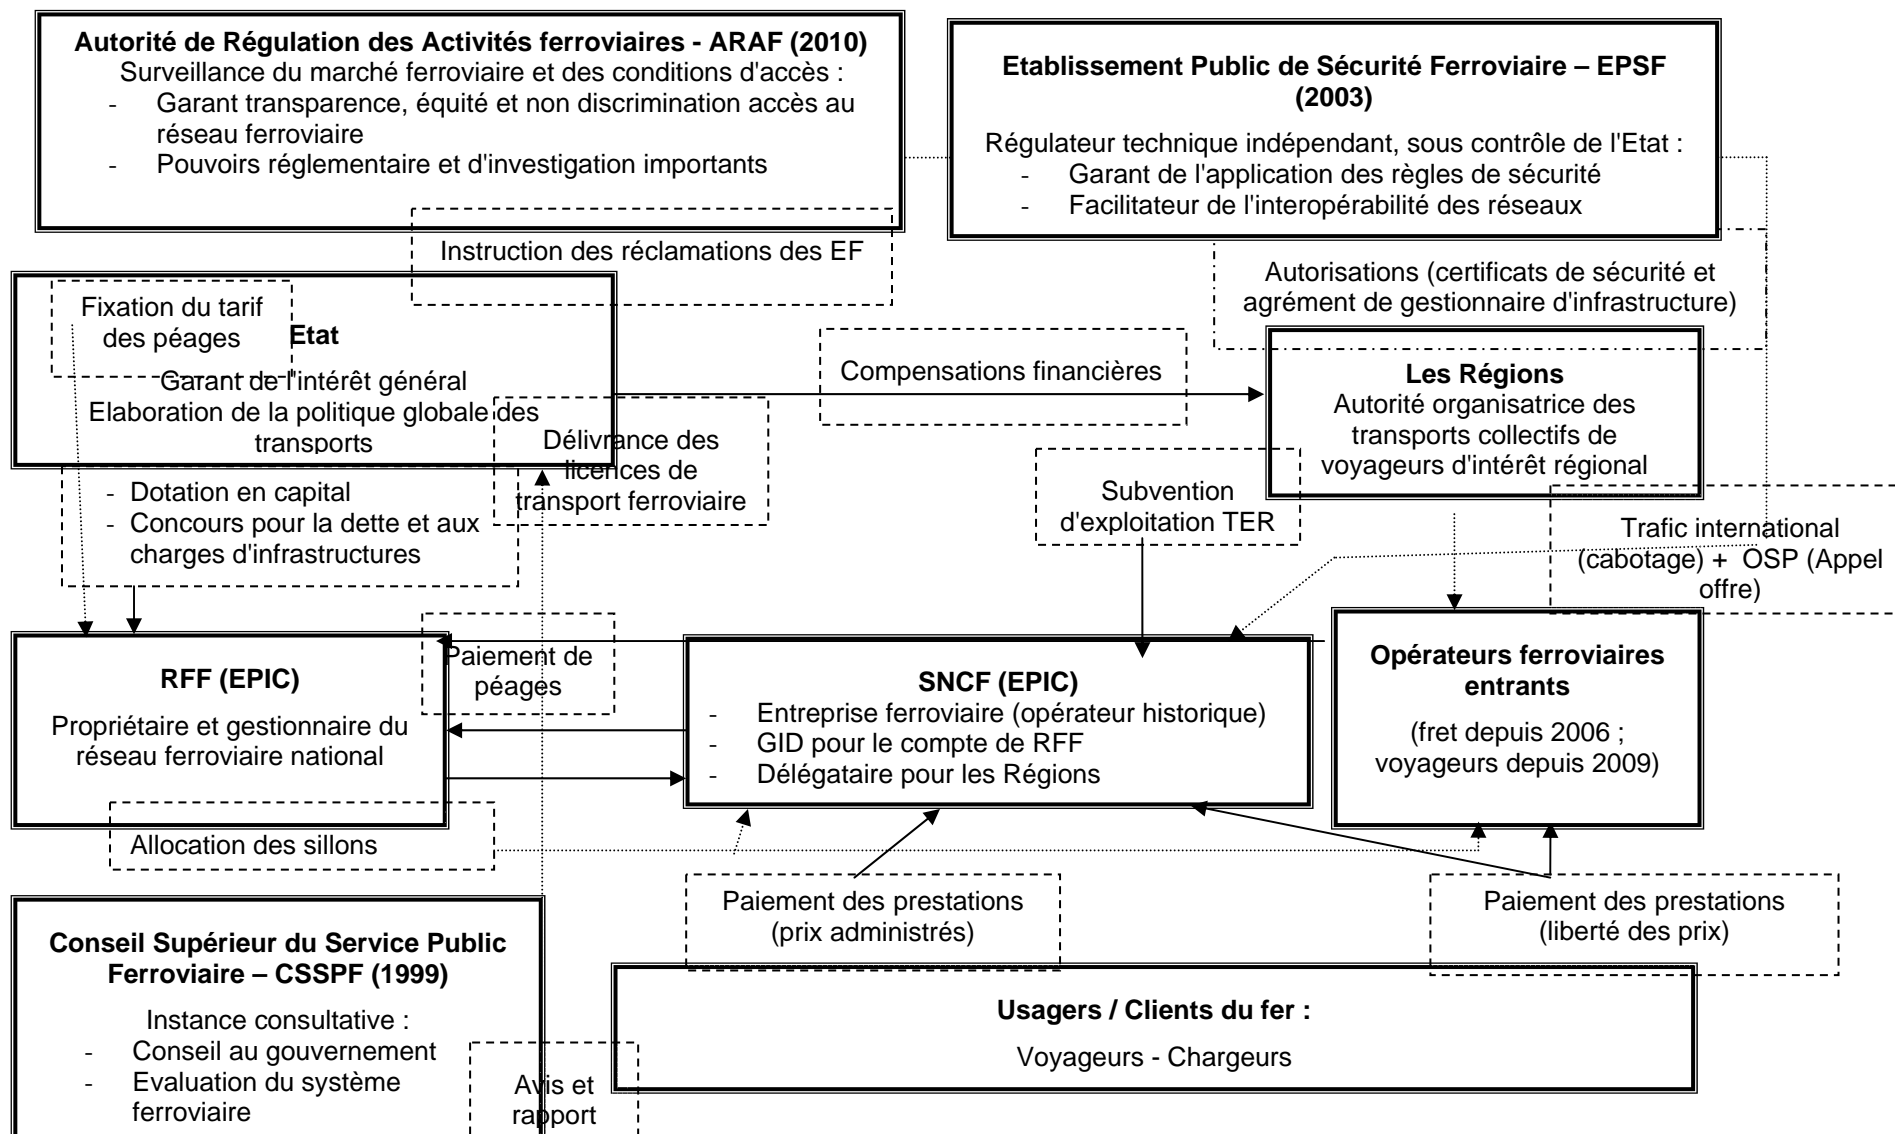 Autorité de Régulation des Activités ferroviaires - ARAF (2010)
Surveillance du marché ferroviaire et des conditions d'accès :
- Garant transparence, équité et non discrimination accès au
réseau ferroviaire
- Pouvoirs réglementaire et d'investigation importants
Etablissement Public de Sécurité Ferroviaire – EPSF
(2003)
Régulateur technique indépendant, sous contrôle de l'Etat :
- Garant de l'application des règles de sécurité
- Facilitateur de l'interopérabilité des réseaux
Instruction des réclamations des EF
Autorisations (certificats de sécurité et
agrément de gestionnaire d'infrastructure)
Fixation du tarif
des péages
Etat
Garant de l'intérêt général
Elaboration de la politique globale des
transports
Compensations financières
Les Régions
Autorité organisatrice des
transports collectifs de
voyageurs d'intérêt régional
Délivrance des
licences de
transport ferroviaire
- Dotation en capital
- Concours pour la dette et aux
charges d'infrastructures
Subvention
d'exploitation TER
Trafic international
(cabotage) + OSP (Appel
offre)
RFF (EPIC)
Propriétaire et gestionnaire du
réseau ferroviaire national
Paiement de
péages
SNCF (EPIC)
- Entreprise ferroviaire (opérateur historique)
- GID pour le compte de RFF
- Délégataire pour les Régions
Opérateurs ferroviaires
entrants
(fret depuis 2006 ;
voyageurs depuis 2009)
Allocation des sillons
Paiement des prestations
(prix administrés)
Paiement des prestations
(liberté des prix)
Conseil Supérieur du Service Public
Ferroviaire – CSSPF (1999)
Instance consultative :
- Conseil au gouvernement
- Evaluation du système
ferroviaire
Avis et
rapport
Usagers / Clients du fer :
Voyageurs - Chargeurs